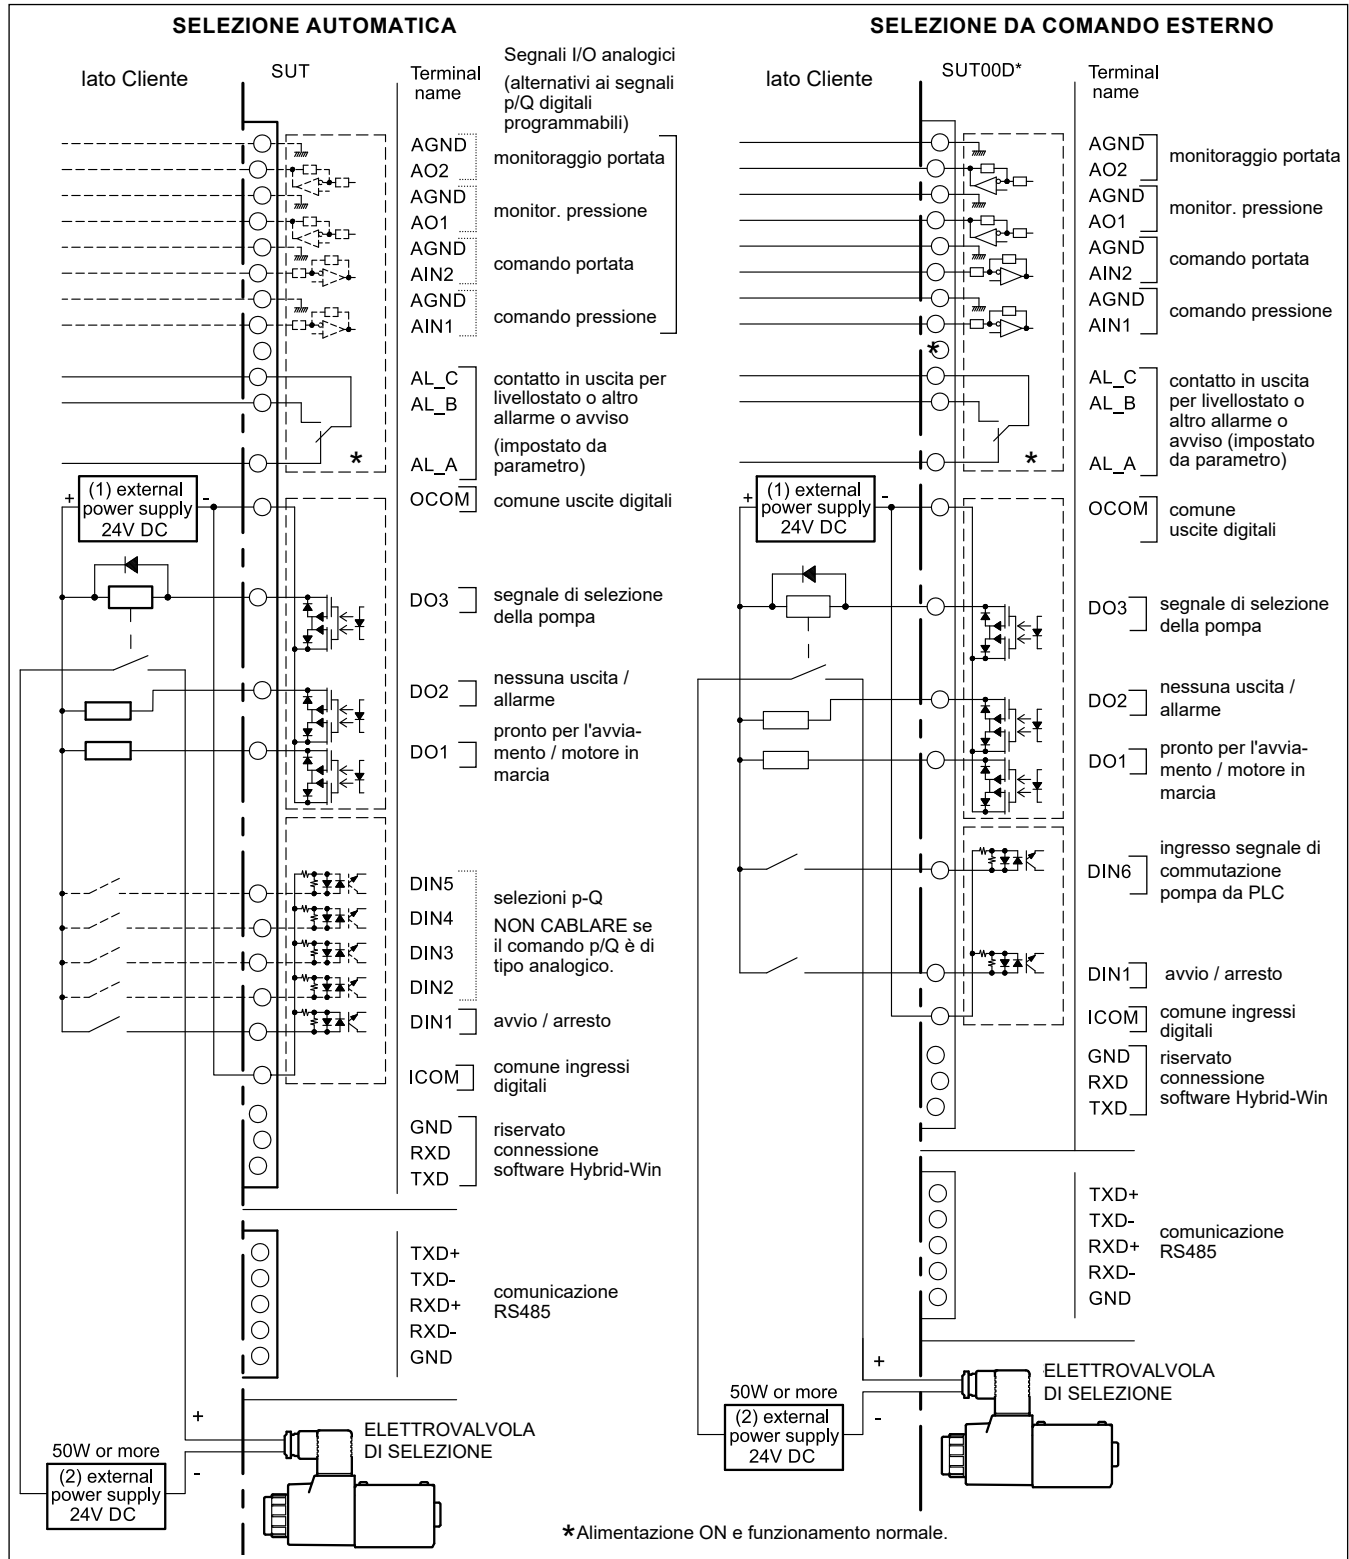 SELEZIONE AUTOMATICA
lato Cliente
SUT
Terminal
name
Segnali I/O analogici
(alternativi ai segnali
p/Q digitali
programmabili)
AGND
AO2
monitoraggio portata
AGND
AO1
monitor. pressione
AGND
AIN2
comando portata
AGND
AIN1
comando pressione
AL_C
AL_B
AL_A
contatto in uscita per
livellostato o altro
allarme o avviso
(impostato da
parametro)
*
+
(1) external
power supply
24V DC
-
OCOM
comune uscite digitali
DO3
segnale di selezione
della pompa
DO2
nessuna uscita /
allarme
DO1
pronto per l'avvia-
mento / motore in
marcia
DIN5
DIN4
DIN3
DIN2
selezioni p-Q
NON CABLARE se
il comando p/Q è di
tipo analogico.
DIN1
avvio / arresto
ICOM
comune ingressi
digitali
GND
RXD
TXD
riservato
connessione
software Hybrid-Win
TXD+
TXD-
RXD+
RXD-
GND
comunicazione
RS485
+
-
50W or more
(2) external
power supply
24V DC
ELETTROVALVOLA
DI SELEZIONE
SELEZIONE DA COMANDO ESTERNO
lato Cliente
SUT00D*
Terminal
name
AGND
AO2
monitoraggio portata
AGND
AO1
monitor. pressione
AGND
AIN2
comando portata
AGND
AIN1
comando pressione
*
AL_C
AL_B
AL_A
contatto in uscita
per livellostato o
altro allarme o
avviso (impostato
da parametro)
*
+
(1) external
power supply
24V DC
-
OCOM
comune
uscite digitali
DO3
segnale di selezione
della pompa
DO2
nessuna uscita /
allarme
DO1
pronto per l'avvia-
mento / motore in
marcia
DIN6
ingresso segnale di
commutazione
pompa da PLC
DIN1
avvio / arresto
ICOM
comune ingressi
digitali
GND
RXD
TXD
riservato
connessione
software Hybrid-Win
TXD+
TXD-
RXD+
RXD-
GND
comunicazione
RS485
+
-
50W or more
(2) external
power supply
24V DC
ELETTROVALVOLA
DI SELEZIONE
*Alimentazione ON e funzionamento normale.